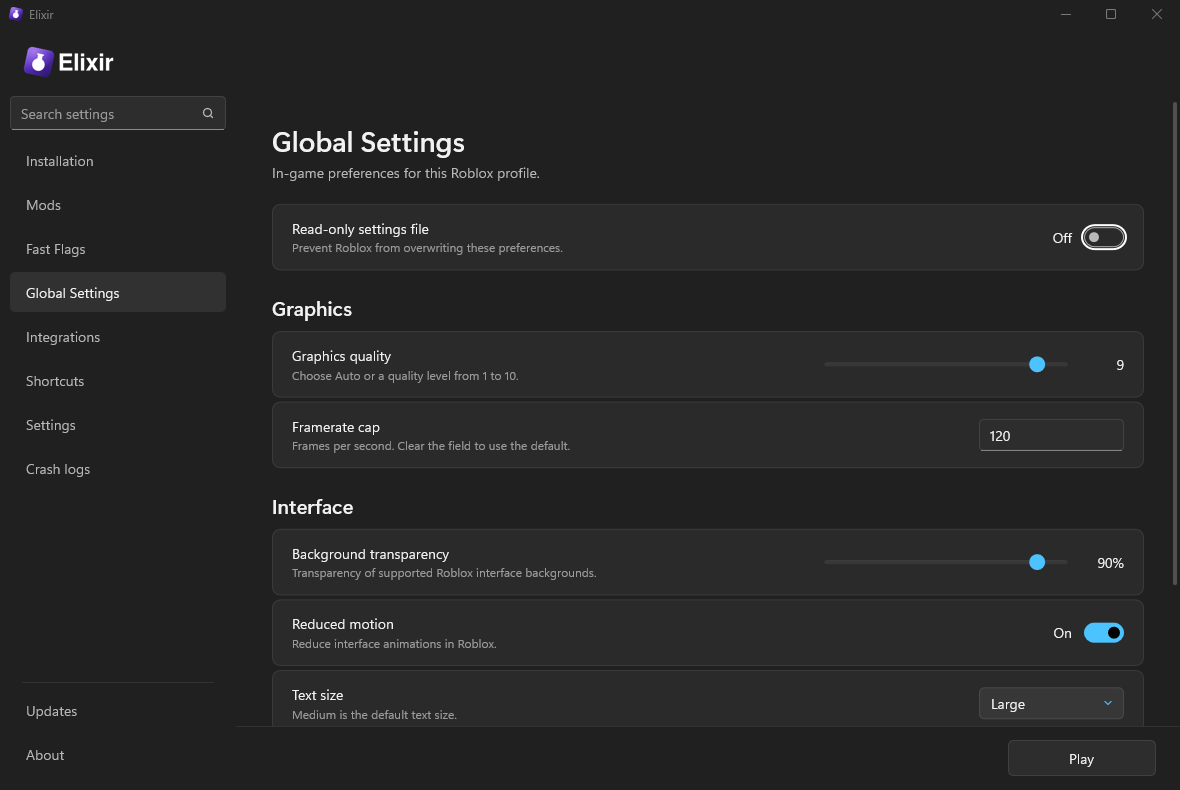 Elixir
Elixir
Search settings
Installation
Mods
Fast Flags
Global Settings
Integrations
Shortcuts
Settings
Crash logs
Updates
About
Global Settings
In-game preferences for this Roblox profile.
Read-only settings file
Prevent Roblox from overwriting these preferences.
Off
Graphics
Graphics quality
Choose Auto or a quality level from 1 to 10.
9
Framerate cap
Frames per second. Clear the field to use the default.
120
Interface
Background transparency
Transparency of supported Roblox interface backgrounds.
90%
Reduced motion
Reduce interface animations in Roblox.
On
Text size
Medium is the default text size.
Large
Play